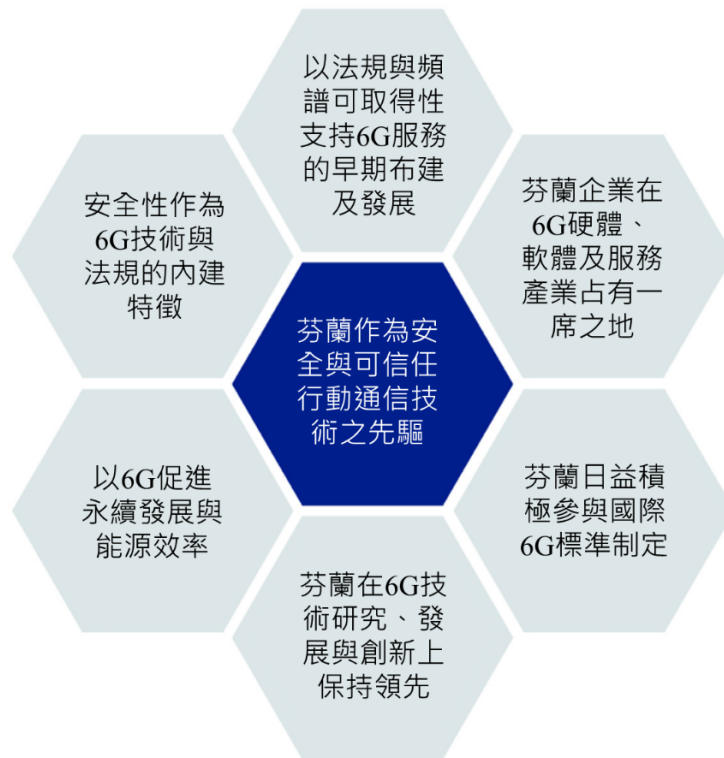 以法規與頻
譜可取得性
支持6G服務
的早期布建
及發展
安全性作為
6G技術與
法規的內建
特徵
芬蘭企業在
6G硬體、
軟體及服務
產業占有一
席之地
芬蘭作為安
全與可信任
行動通信技
術之先驅
以6G促進
永續發展與
能源效率
芬蘭日益積
極參與國際
6G標準制定
芬蘭在6G技
術研究、發
展與創新上
保持領先